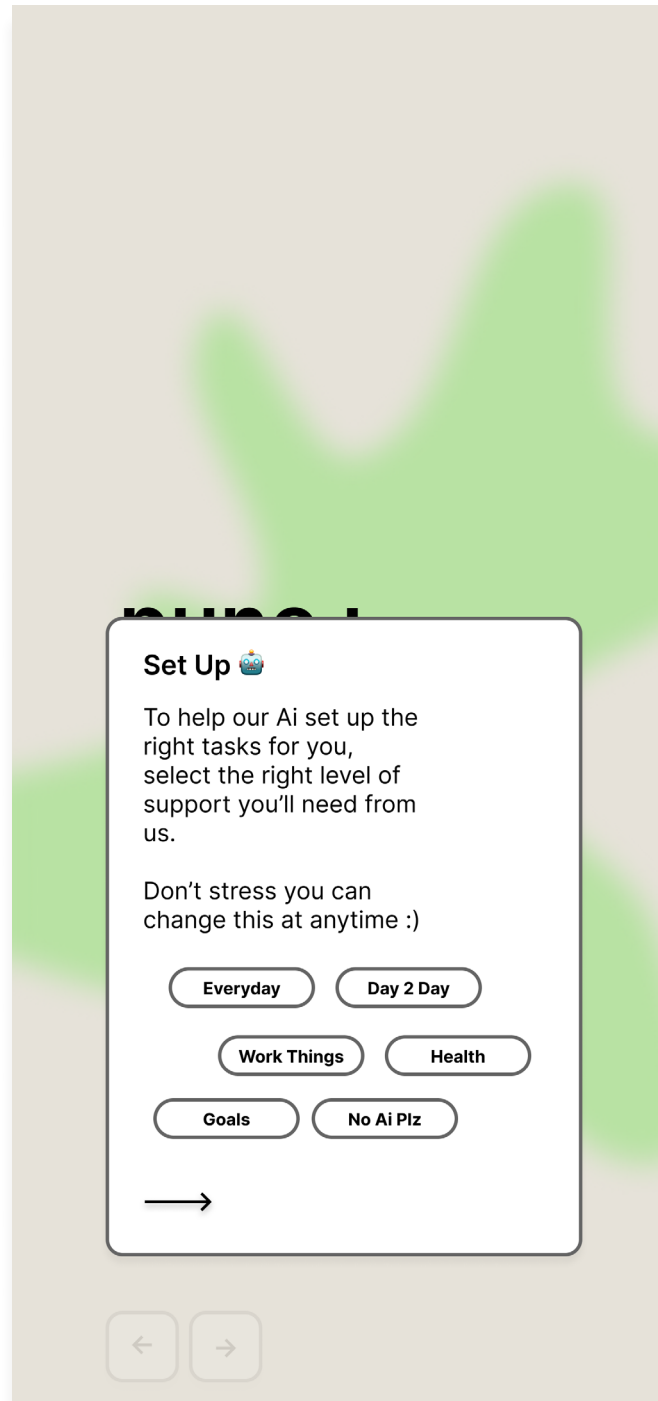 Set Up
To help our Ai set up the
right tasks for you,
select the right level of
support you’ll need from
us.
Don’t stress you can
change this at anytime :)
Everyday
Day 2 Day
Work Things
Health
Goals
No Ai Plz